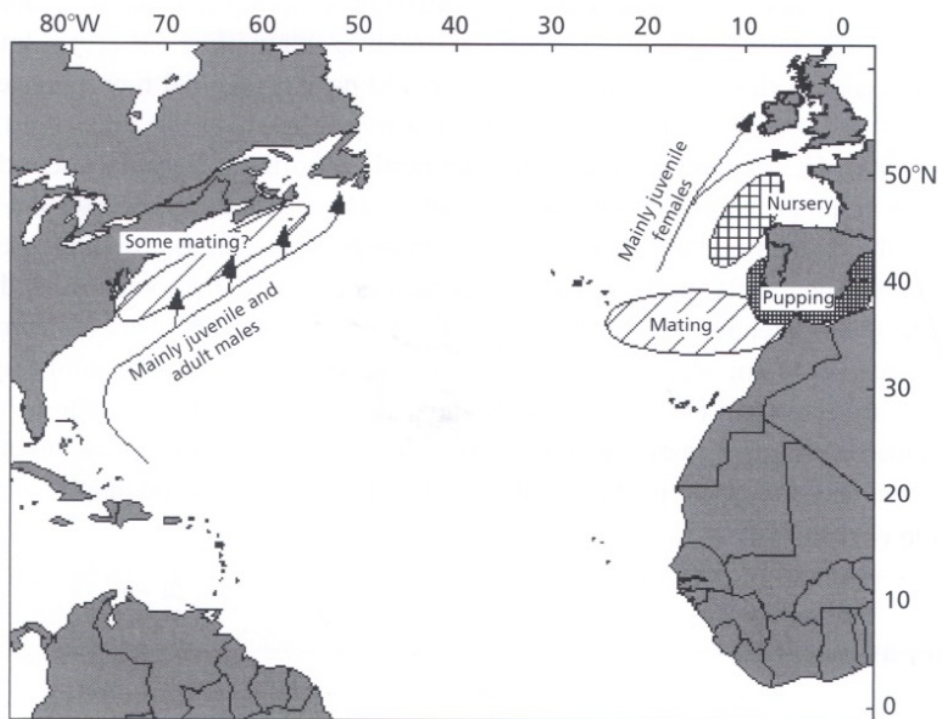 80°W 70 60 50 40 30 20 10 0
Mainly juvenile
females
50°N
Nursery
Some mating?
40
Pupping
Mating
Mainly juvenile and
adult males
30
20
10
0